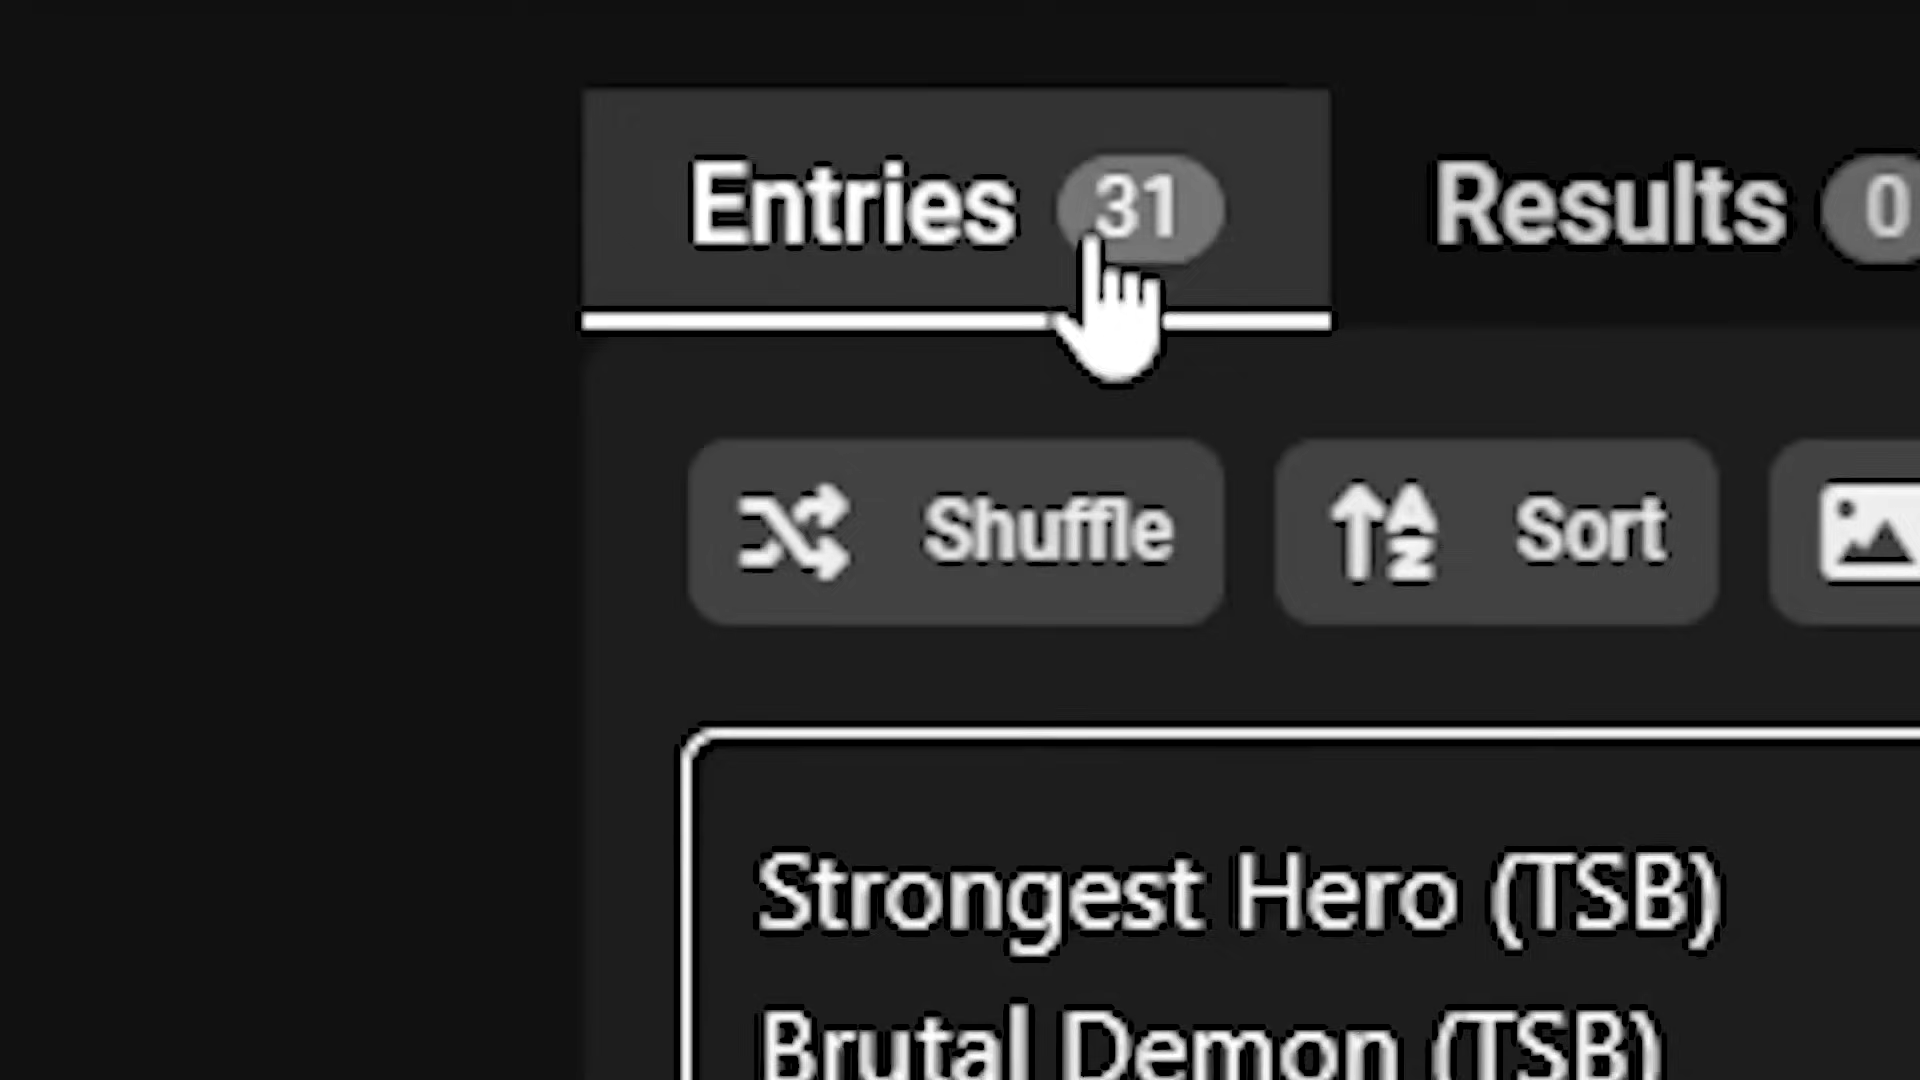 Entries 31 Results 0
Shuffle Sort
Strongest Hero (TSB)
Brutal Demon (TSB)